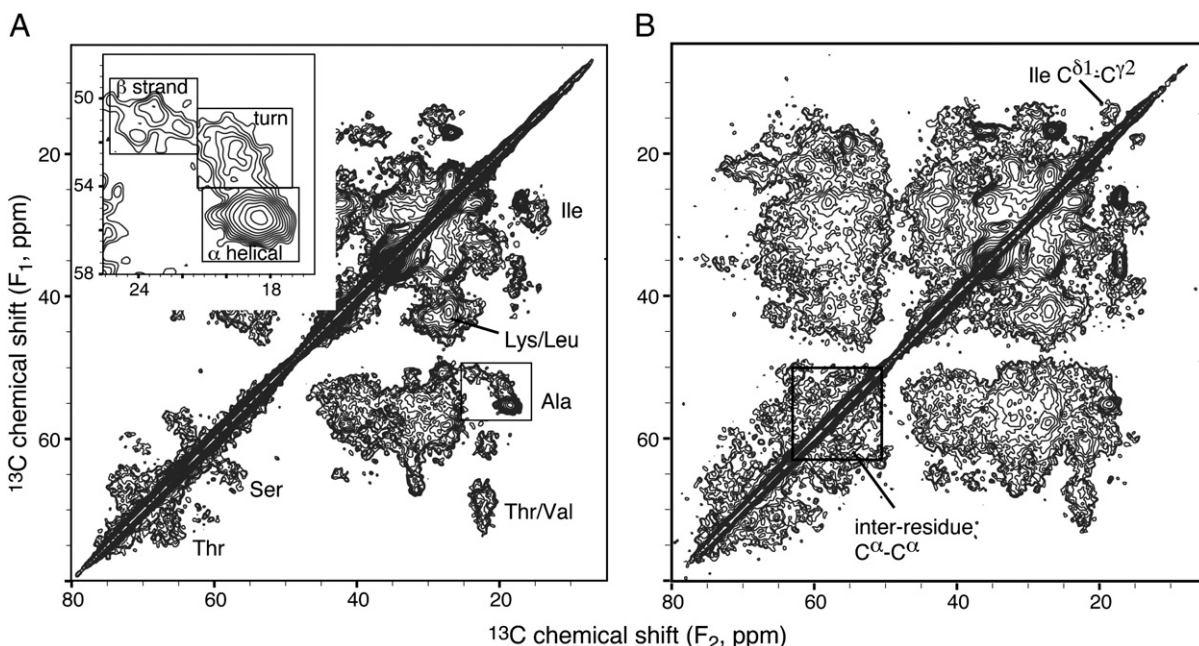 A
B
β strand
turn
α helical
50
54
58
24
18
20
40
60
80
Ile
Lys/Leu
Ala
Ser
Thr
Thr/Val
80
60
40
20
¹³C chemical shift (F₁, ppm)
Ile Cδ1-Cγ2
20
40
60
80
inter-residue
Cα-Cα
80
60
40
20
¹³C chemical shift (F₂, ppm)